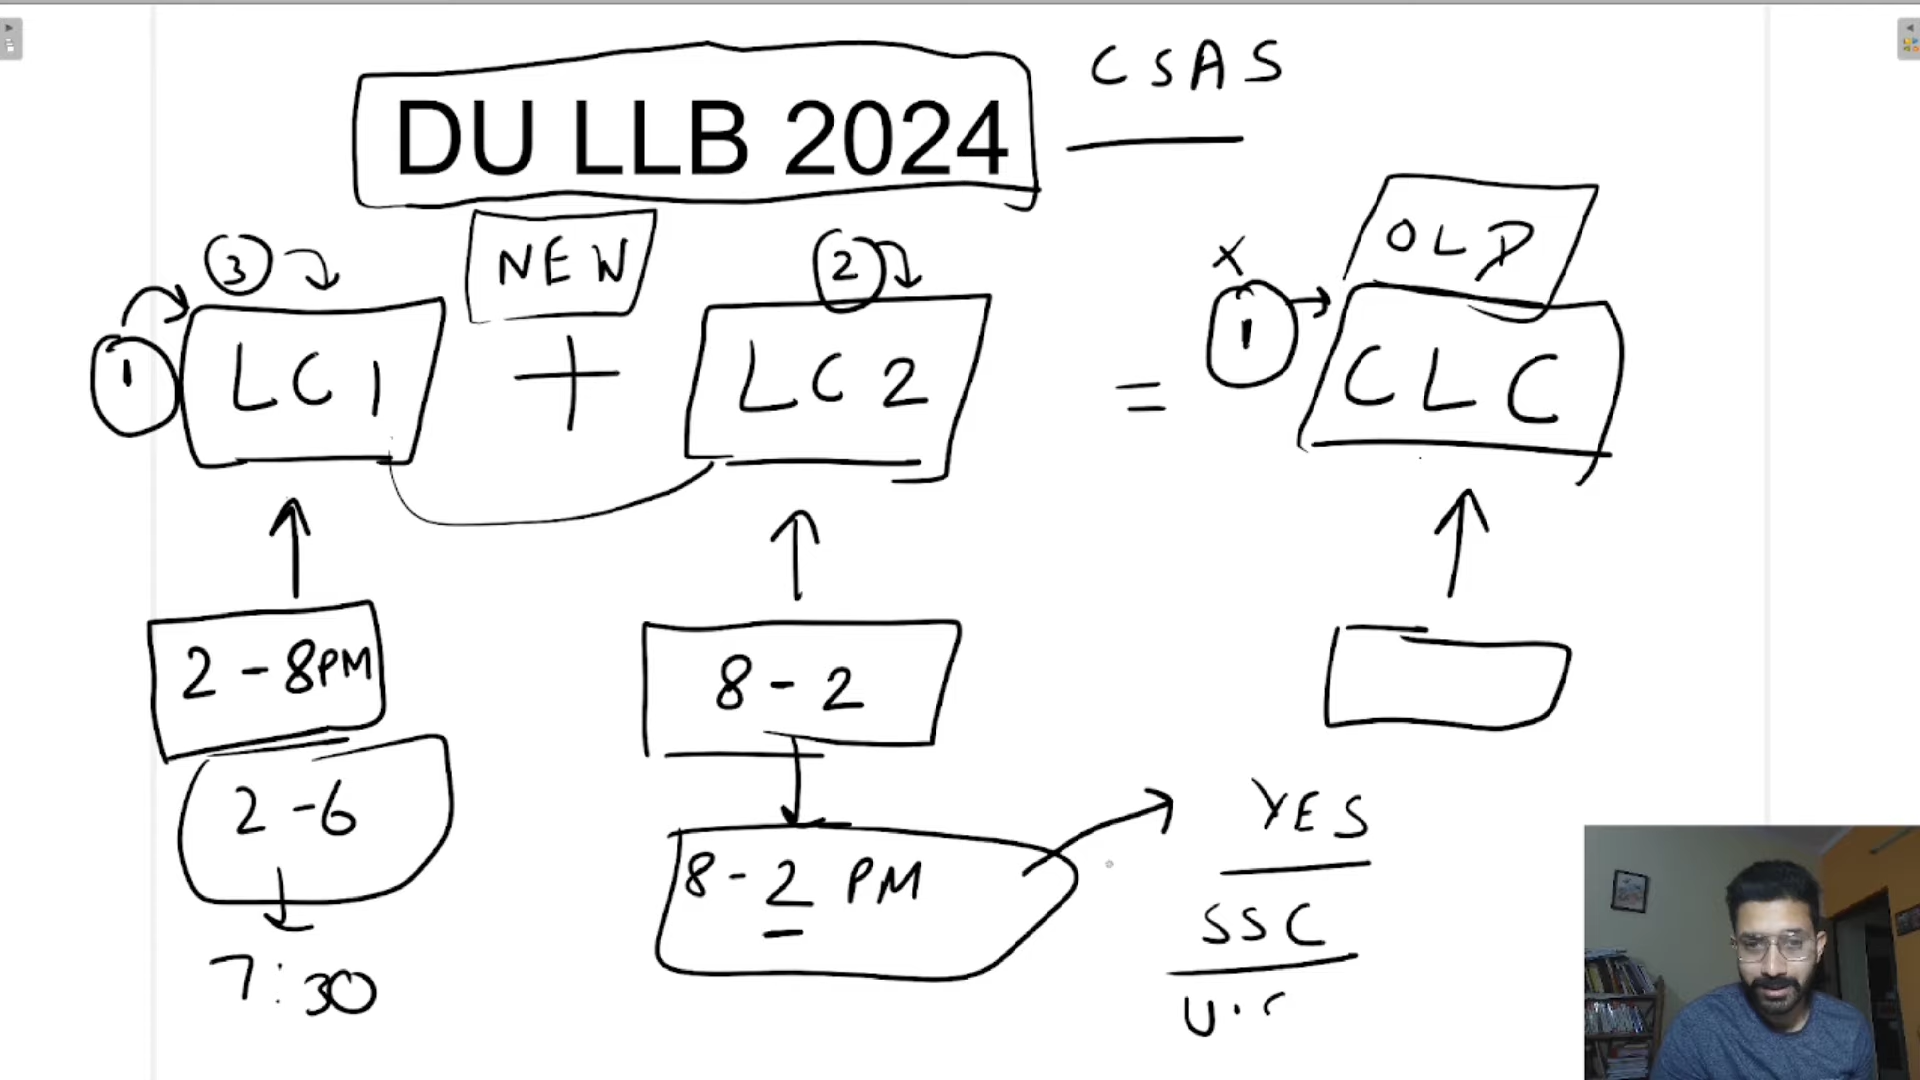 CSAS
DU LLB 2024
NEW
OLD
3
2
X
1
1
LC1
+
LC2
=
CLC
2-8PM
8-2
2-6
8-2 PM
YES
7:30
SSC